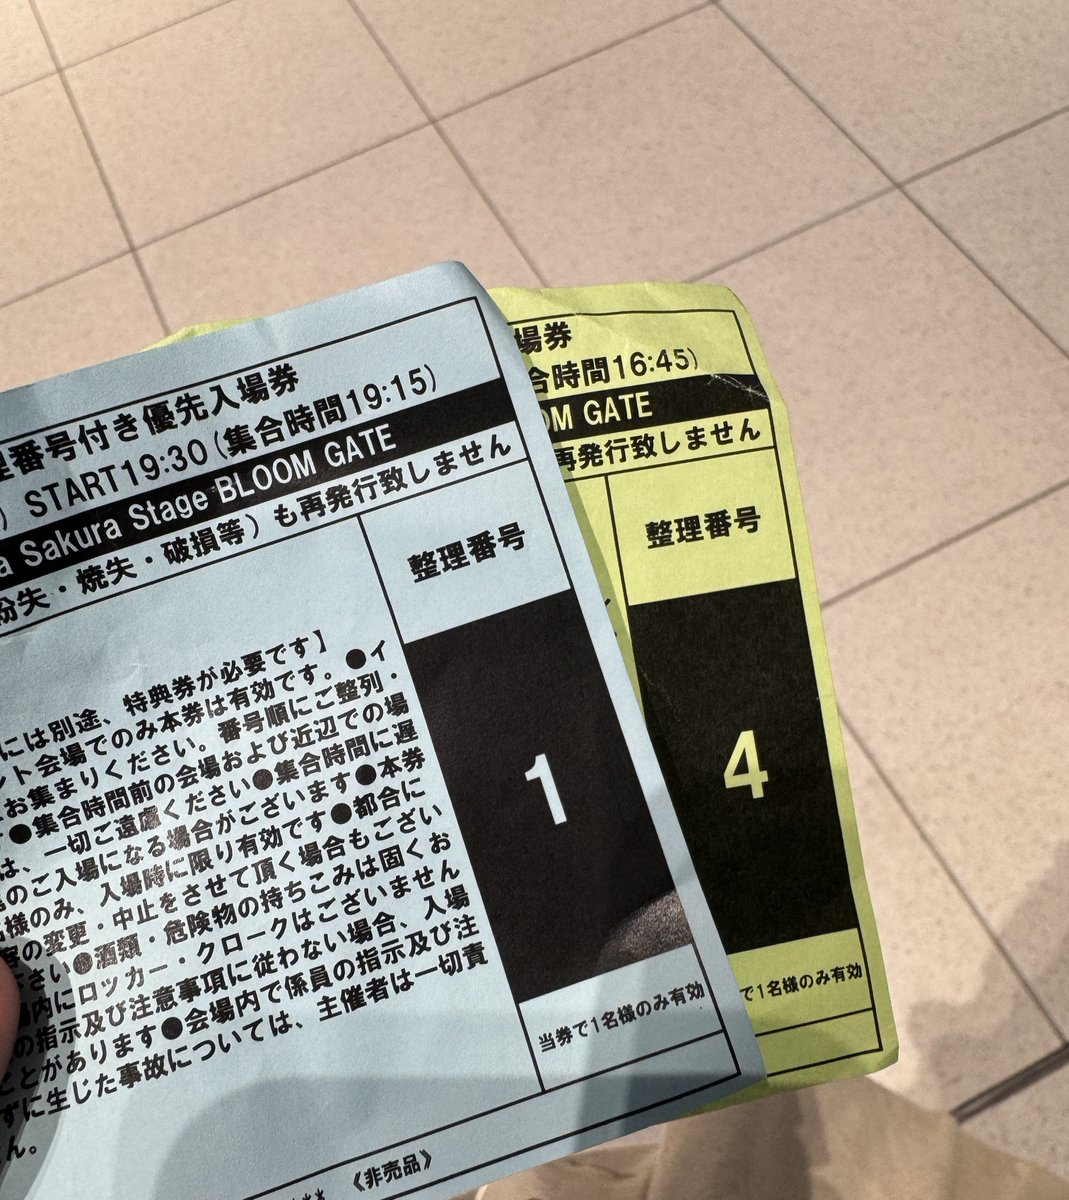 理番号付き優先入場券
) START19:30 (集合時間19:15)
a Sakura Stage BLOOM GATE
紛失・焼失・破損等）も再発行致しません
整理番号
1
当券で1名様のみ有効
には別途、特典券が必要です】
ント会場でのみ本券は有効です。●イ
お集まりください。番号順にご整列・
●集合時間前の会場および近辺での場
は、一切ご遠慮ください●集合時間に遅
のご入場になる場合がございます●本券
様のみ、入場時に限り有効です●都合に
容の変更・中止をさせて頂く場合もござい
さい●酒類・危険物の持ちこみは固くお
内にロッカー・クロークはございません
の指示及び注意事項に従わない場合、入場
ことがあります●会場内で係員の指示及び注
ずに生じた事故については、主催者は一切責
ん。
《非売品》
場券
合時間16:45)
OM GATE
再発行致しません
整理番号
4
で1名様のみ有効